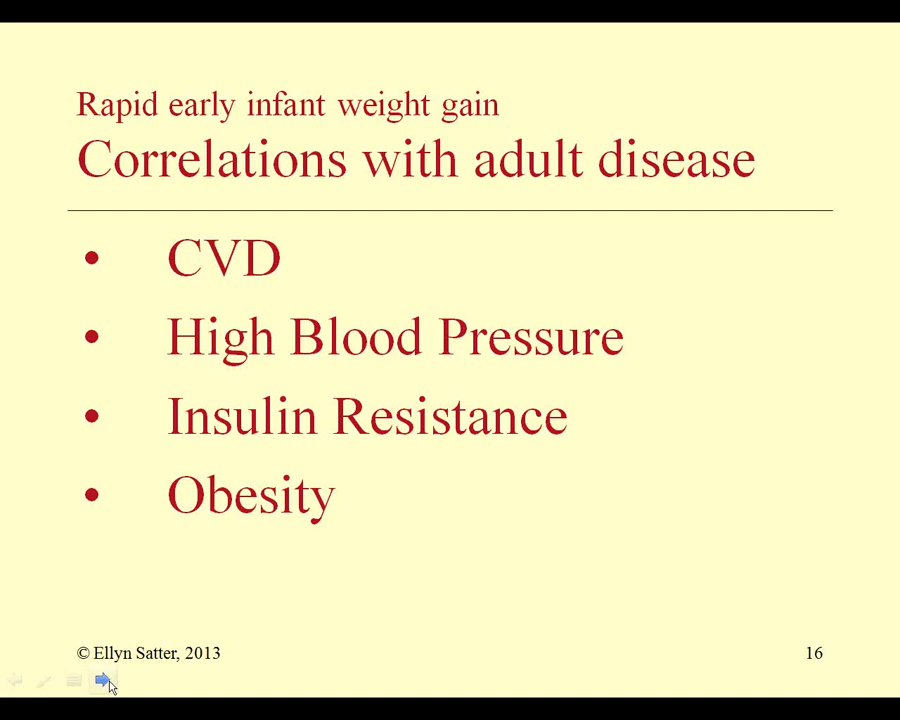 Rapid early infant weight gain
Correlations with adult disease
• CVD
• High Blood Pressure
• Insulin Resistance
• Obesity
© Ellyn Satter, 2013
16